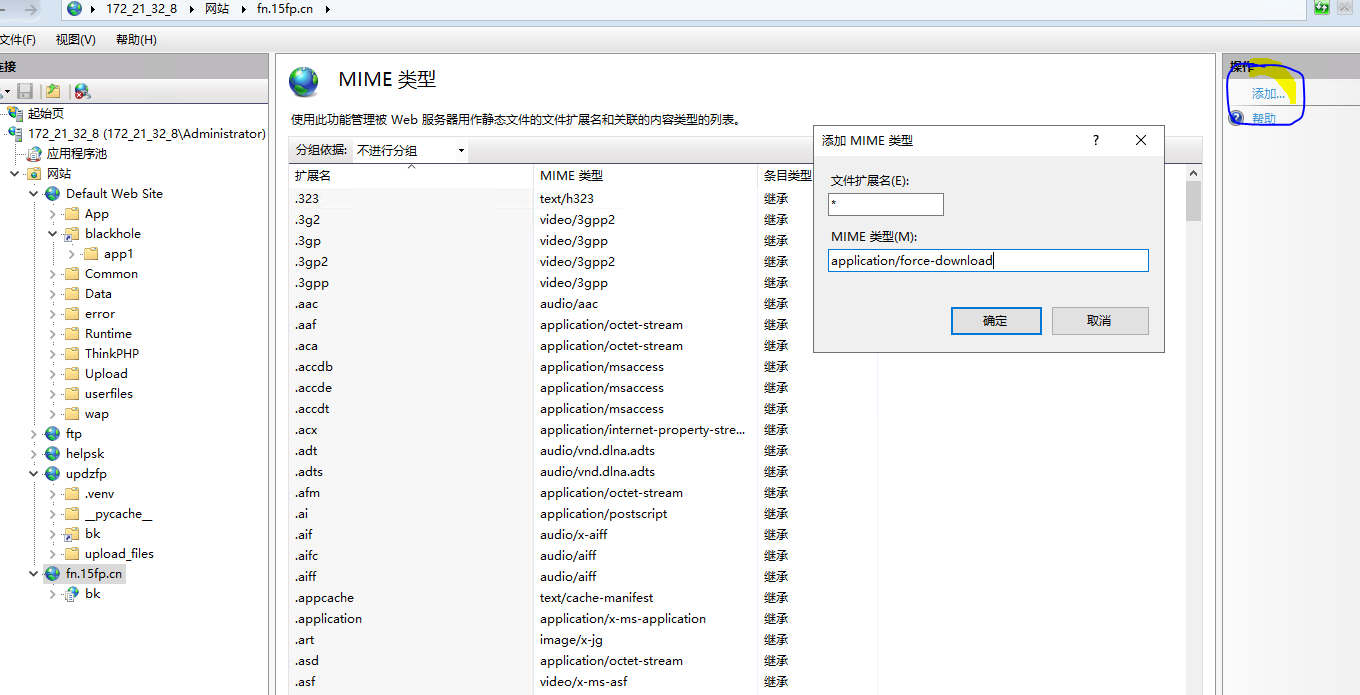 172_21_32_8 网站 fn.15fp.cn
文件(F) 视图(V) 帮助(H)
连接
起始页
172_21_32_8 (172_21_32_8\Administrator)
应用程序池
网站
Default Web Site
App
blackhole
app1
Common
Data
error
Runtime
ThinkPHP
Upload
userfiles
wap
ftp
helpsk
updzfp
.venv
__pycache__
bk
upload_files
fn.15fp.cn
bk
MIME 类型
使用此功能管理被 Web 服务器用作静态文件的文件扩展名和关联的内容类型的列表。
分组依据: 不进行分组
扩展名 MIME 类型 条目类型
.323 text/h323 继承
.3g2 video/3gpp2 继承
.3gp video/3gpp 继承
.3gp2 video/3gpp2 继承
.3gpp video/3gpp 继承
.aac audio/aac 继承
.aaf application/octet-stream 继承
.aca application/octet-stream 继承
.accdb application/msaccess 继承
.accde application/msaccess 继承
.accdt application/msaccess 继承
.acx application/internet-property-stre... 继承
.adt audio/vnd.dlna.adts 继承
.adts audio/vnd.dlna.adts 继承
.afm application/octet-stream 继承
.ai application/postscript 继承
.aif audio/x-aiff 继承
.aifc audio/aiff 继承
.aiff audio/aiff 继承
.appcache text/cache-manifest 继承
.application application/x-ms-application 继承
.art image/x-jg 继承
.asd application/octet-stream 继承
.asf video/x-ms-asf 继承
添加 MIME 类型 ?
文件扩展名(E):
*
MIME 类型(M):
application/force-download
确定 取消
操作
添加...
帮助